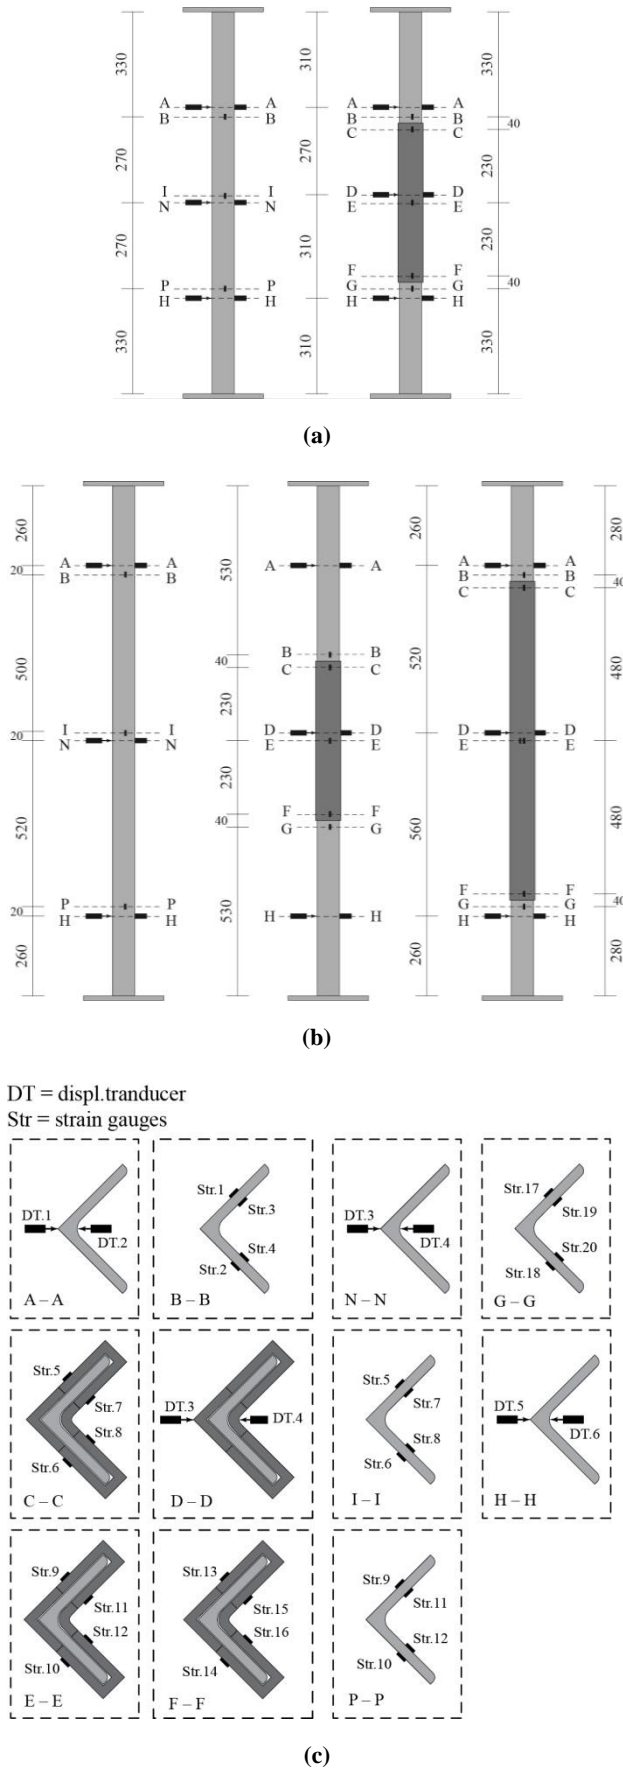 330
310
330
A A
A A
A A
B B
B B
40
C C
270
270
230
I I
D D
N N
E E
270
310
230
F F
P P
G G
40
H H
H H
330
310
330
(a)
260
260
280
A A
A A
A A
20
B B
B B
40
C C
530
500
520
480
B B
40
C C
230
20
I I
D D
D D
N N
E E
E E
230
520
560
480
F F
40
G G
F F
P P
G G
40
20
H H
H H
H H
530
260
260
280
(b)
DT = displ.tranducer
Str = strain gauges
DT.1
DT.2
A – A
Str.1
Str.3
Str.4
Str.2
B – B
DT.3
DT.4
N – N
Str.17
Str.19
Str.20
Str.18
G – G
Str.5
Str.7
Str.8
Str.6
C – C
DT.3
DT.4
D – D
Str.5
Str.7
Str.8
Str.6
I – I
DT.5
DT.6
H – H
Str.9
Str.11
Str.12
Str.10
E – E
Str.13
Str.15
Str.16
Str.14
F – F
Str.9
Str.11
Str.12
Str.10
P – P
(c)